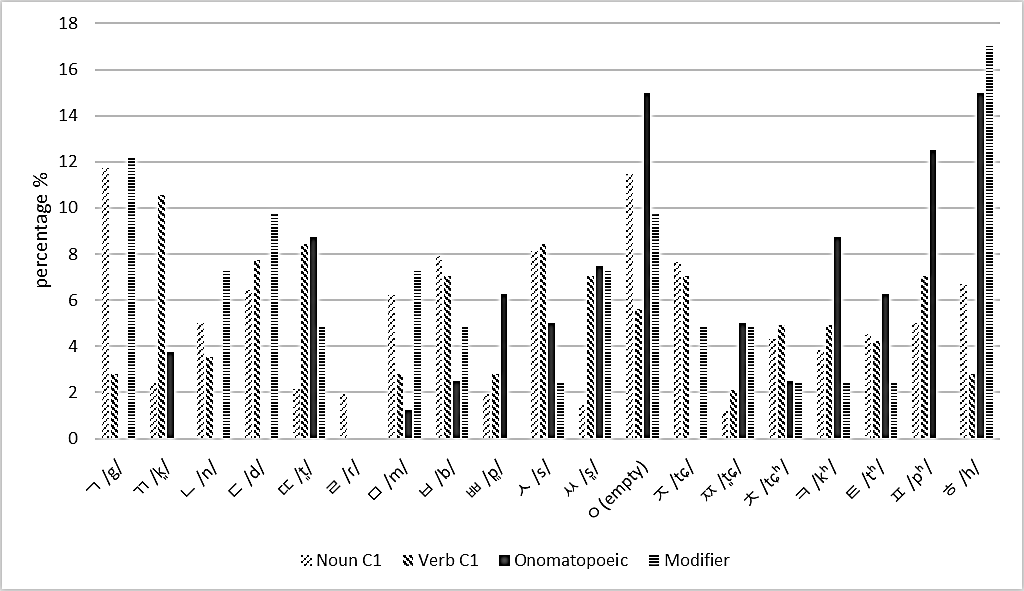 18
16
14
12
10
8
6
4
2
0
percentage %
ㄱ /g/
ㄲ /k͈/
ㄴ /n/
ㄷ /d/
ㄸ /t͈/
ㄹ /r/
ㅁ /m/
ㅂ /b/
ㅃ /p͈/
ㅅ /s/
ㅆ /s͈/
ㅇ (empty)
ㅈ /tɕ/
ㅉ /t͈ɕ/
ㅊ /tɕʰ/
ㅋ /kʰ/
ㅌ /tʰ/
ㅍ /pʰ/
ㅎ /h/
Noun C1 Verb C1 Onomatopoeic Modifier